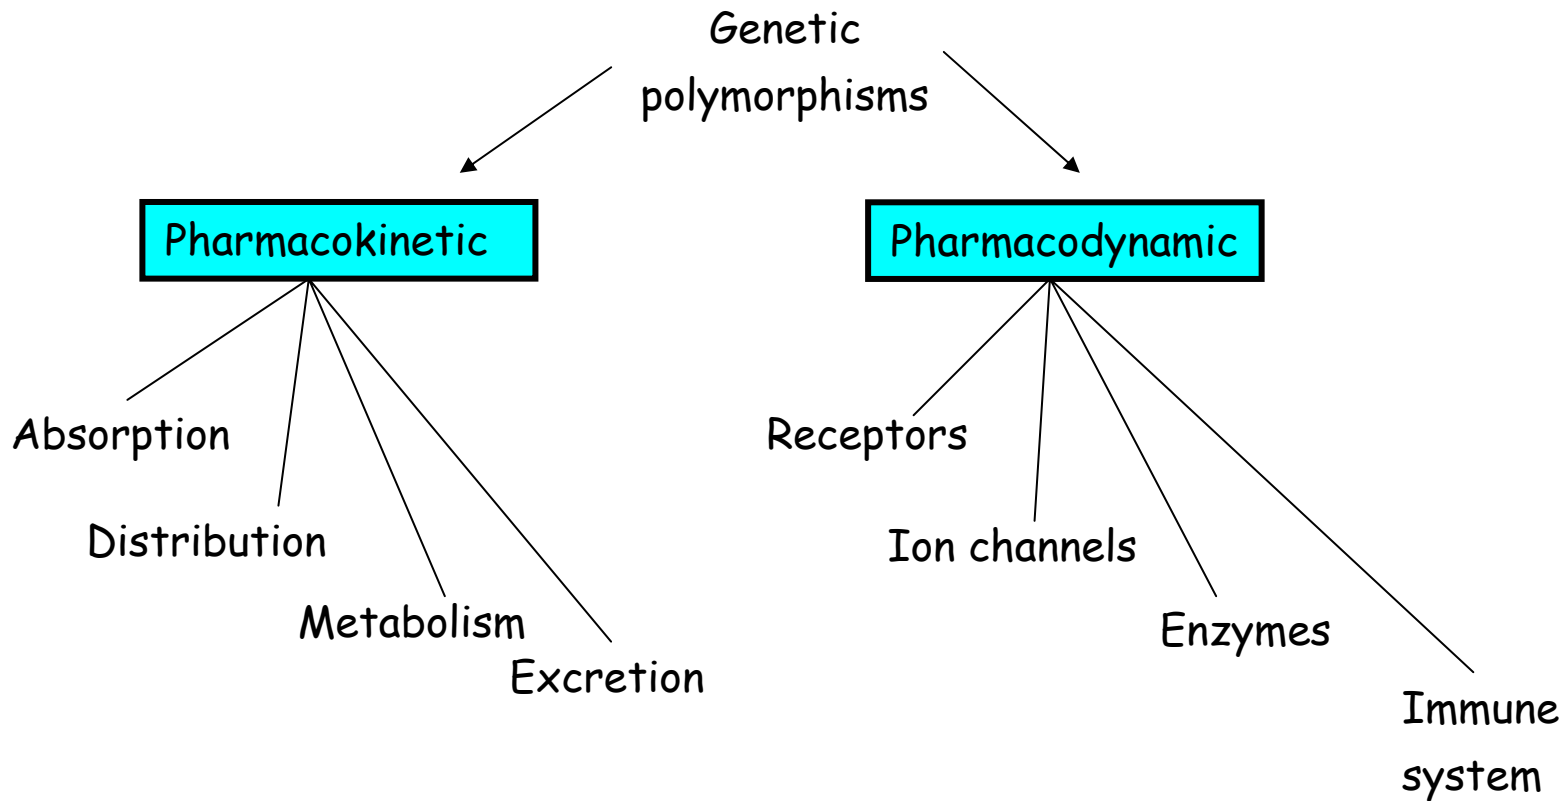 Genetic
polymorphisms
Pharmacokinetic
Pharmacodynamic
Absorption
Distribution
Metabolism
Excretion
Receptors
Ion channels
Enzymes
Immune
system